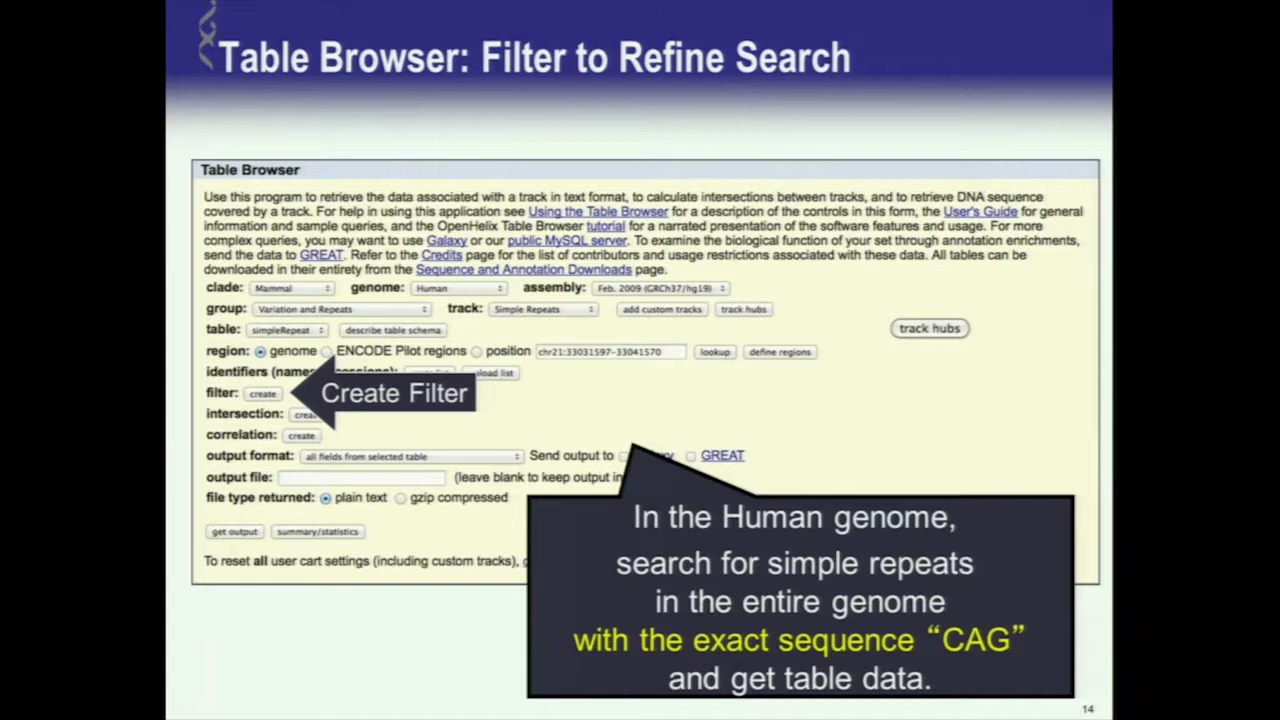 Table Browser: Filter to Refine Search
Table Browser
Use this program to retrieve the data associated with a track in text format, to calculate intersections between tracks, and to retrieve DNA sequence
covered by a track. For help in using this application see Using the Table Browser for a description of the controls in this form, the User's Guide for general
information and sample queries, and the OpenHelix Table Browser tutorial for a narrated presentation of the software features and usage. For more
complex queries, you may want to use Galaxy or our public MySQL server. To examine the biological function of your set through annotation enrichments,
send the data to GREAT. Refer to the Credits page for the list of contributors and usage restrictions associated with these data. All tables can be
downloaded in their entirety from the Sequence and Annotation Downloads page.
clade: Mammal genome: Human assembly: Feb. 2009 (GRCh37/hg19)
group: Variation and Repeats track: Simple Repeats add custom tracks track hubs
table: simpleRepeat describe table schema track hubs
region: genome ENCODE Pilot regions position chr21:33031597-33041570 lookup define regions
identifiers list
filter: create Create Filter
intersection:
correlation: create
output format: all fields from selected table Send output to GREAT
output file: (leave blank to keep output in
file type returned: plain text gzip compressed
get output summary/statistics
To reset all user cart settings (including custom tracks),
In the Human genome,
search for simple repeats
in the entire genome
with the exact sequence “CAG”
and get table data.
14